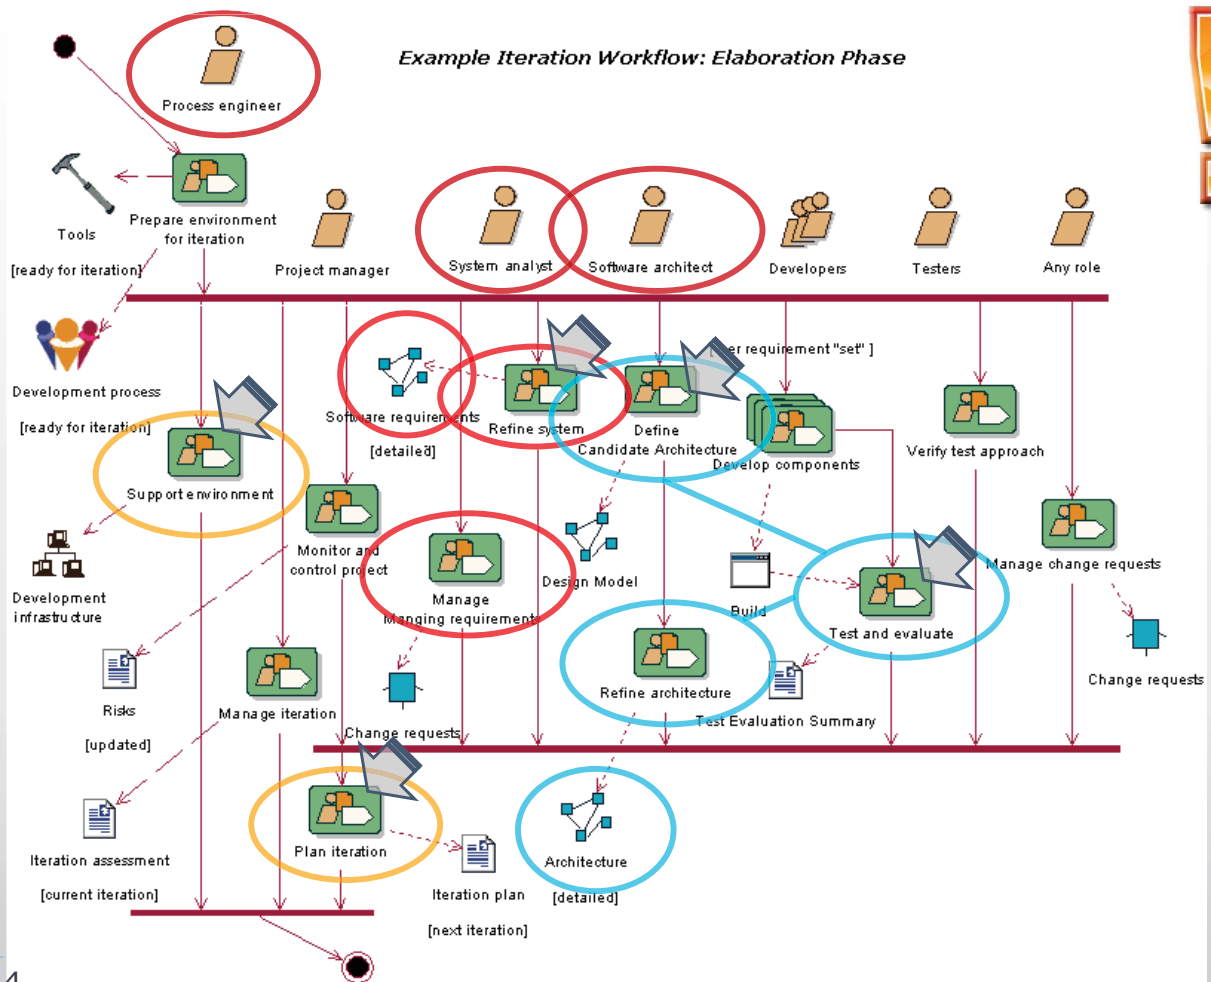 Example Iteration Workflow: Elaboration Phase
Process engineer
Tools
[ready for iteration]
Prepare environment
for iteration
Project manager
System analyst
Software architect
Developers
Testers
Any role
Development process
[ready for iteration]
Software requirements
[detailed]
Refine system
Define
Candidate Architecture
requirement "set" ]
Develop components
Verify test approach
Support environment
Development
infrastructure
Monitor and
control project
Manage
Manging requirements
Design Model
Build
Test and evaluate
Manage change requests
Change requests
Risks
[updated]
Manage iteration
Change requests
Refine architecture
Test Evaluation Summary
Iteration assessment
[current iteration]
Plan iteration
Iteration plan
[next iteration]
Architecture
[detailed]